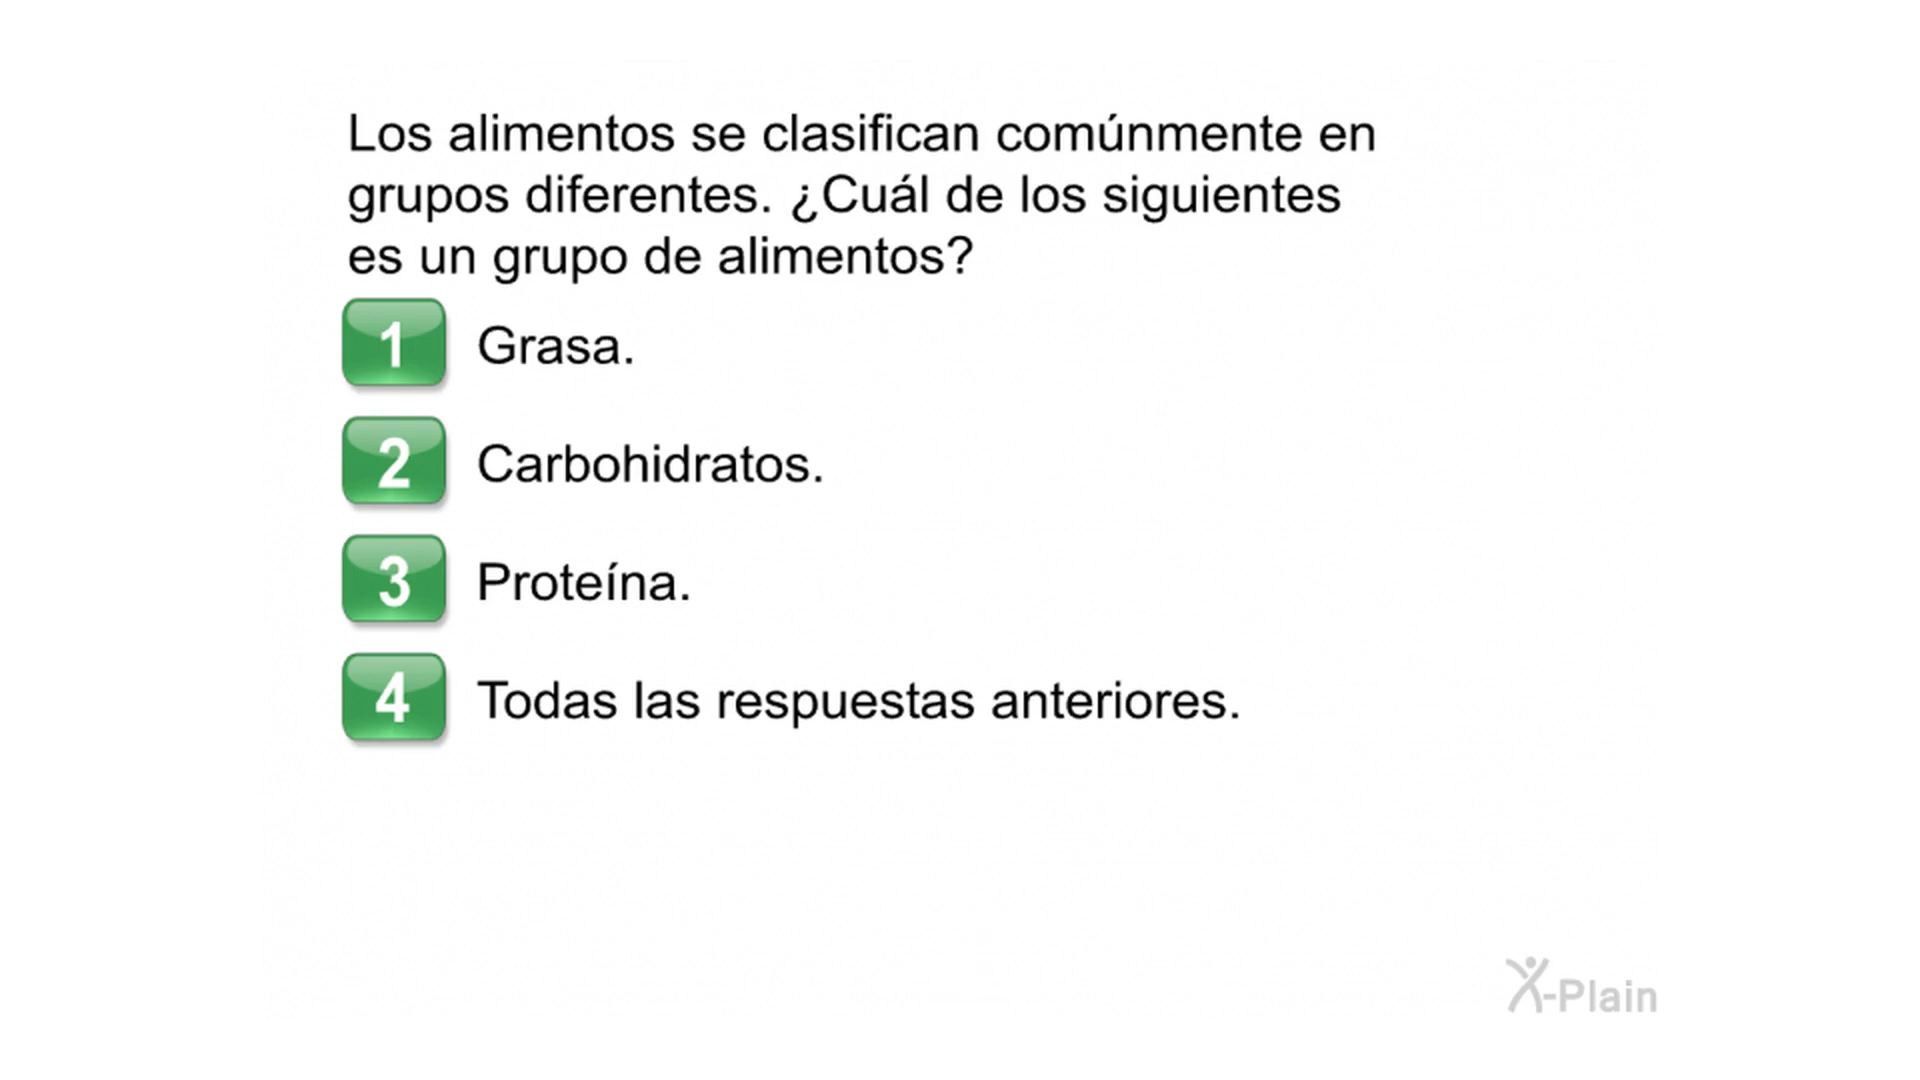 Los alimentos se clasifican comúnmente en
grupos diferentes. ¿Cuál de los siguientes
es un grupo de alimentos?
1 Grasa.
2 Carbohidratos.
3 Proteína.
4 Todas las respuestas anteriores.
X-Plain